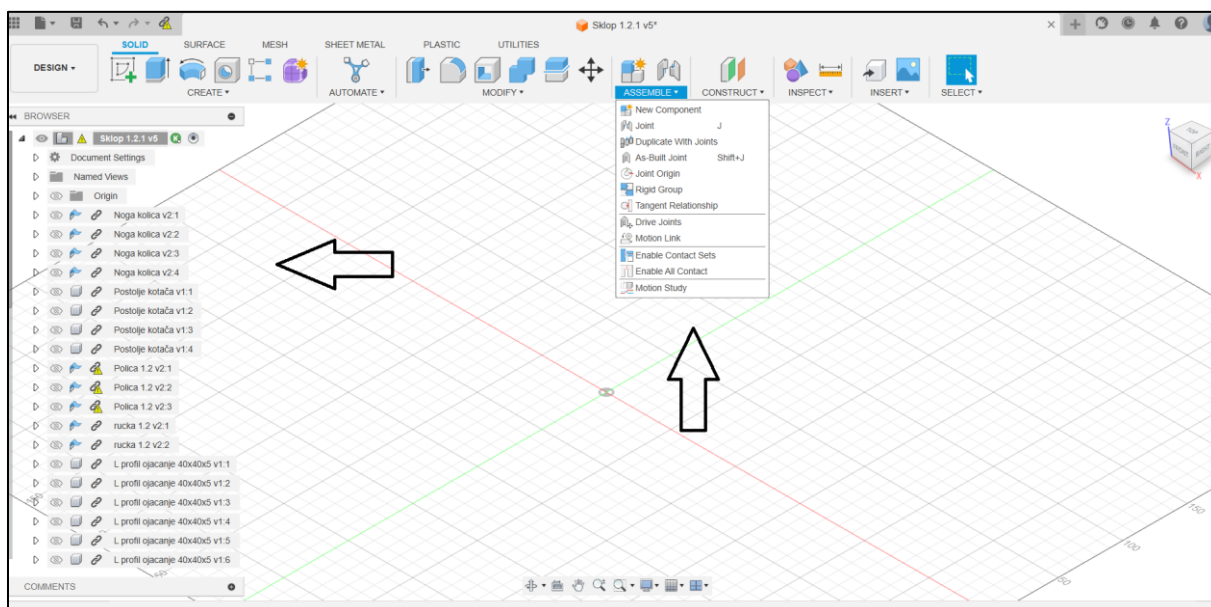 Sklop 1.2.1 v5*
SOLID SURFACE MESH SHEET METAL PLASTIC UTILITIES
DESIGN
CREATE AUTOMATE MODIFY ASSEMBLE CONSTRUCT INSPECT INSERT SELECT
BROWSER
Sklop 1.2.1 v5
Document Settings
Named Views
Origin
Noga kolica v2:1
Noga kolica v2:2
Noga kolica v2:3
Noga kolica v2:4
Postolje kotača v1:1
Postolje kotača v1:2
Postolje kotača v1:3
Postolje kotača v1:4
Polica 1.2 v2:1
Polica 1.2 v2:2
Polica 1.2 v2:3
rucka 1.2 v2:1
rucka 1.2 v2:2
L profil ojacanje 40x40x5 v1:1
L profil ojacanje 40x40x5 v1:2
L profil ojacanje 40x40x5 v1:3
L profil ojacanje 40x40x5 v1:4
L profil ojacanje 40x40x5 v1:5
L profil ojacanje 40x40x5 v1:6
COMMENTS
New Component
Joint J
Duplicate With Joints
As-Built Joint Shift+J
Joint Origin
Rigid Group
Tangent Relationship
Drive Joints
Motion Link
Enable Contact Sets
Enable All Contact
Motion Study
Z
TOP
FRONT RIGHT
X
150
100
50